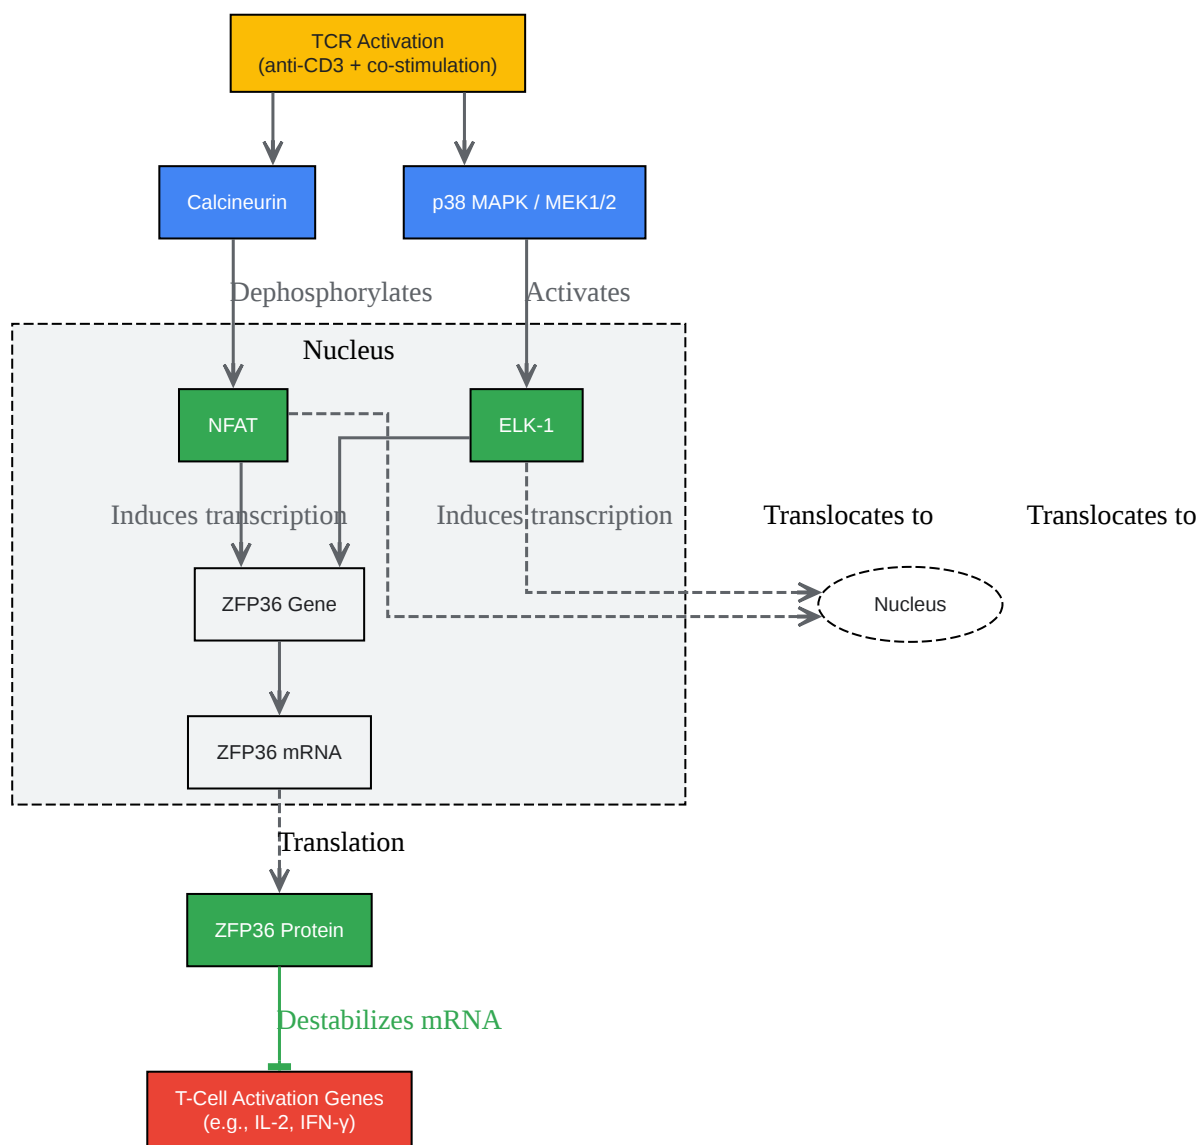 TCR Activation
(anti-CD3 + co-stimulation)
Calcineurin
p38 MAPK / MEK1/2
Dephosphorylates
Activates
Nucleus
NFAT
ELK-1
Induces transcription
Induces transcription
Translocates to
Translocates to
ZFP36 Gene
Nucleus
ZFP36 mRNA
Translation
ZFP36 Protein
Destabilizes mRNA
T-Cell Activation Genes
(e.g., IL-2, IFN-γ)